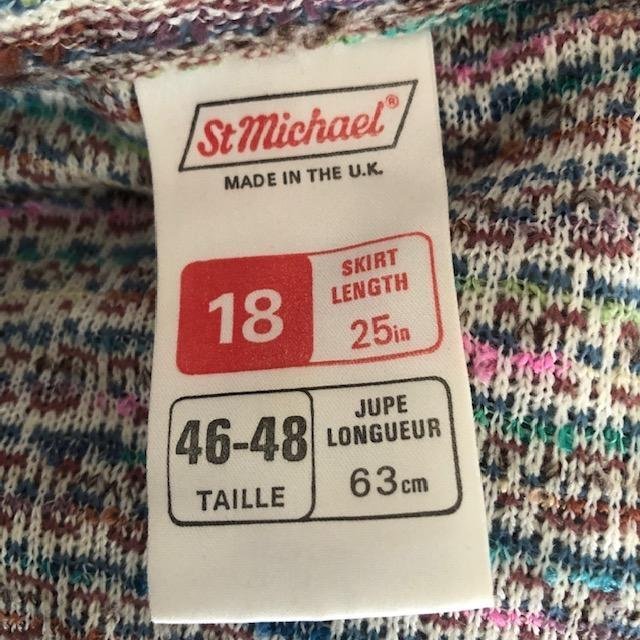 St Michael®
MADE IN THE U.K.
18
SKIRT
LENGTH
25in
46-48
TAILLE
JUPE
LONGUEUR
63cm